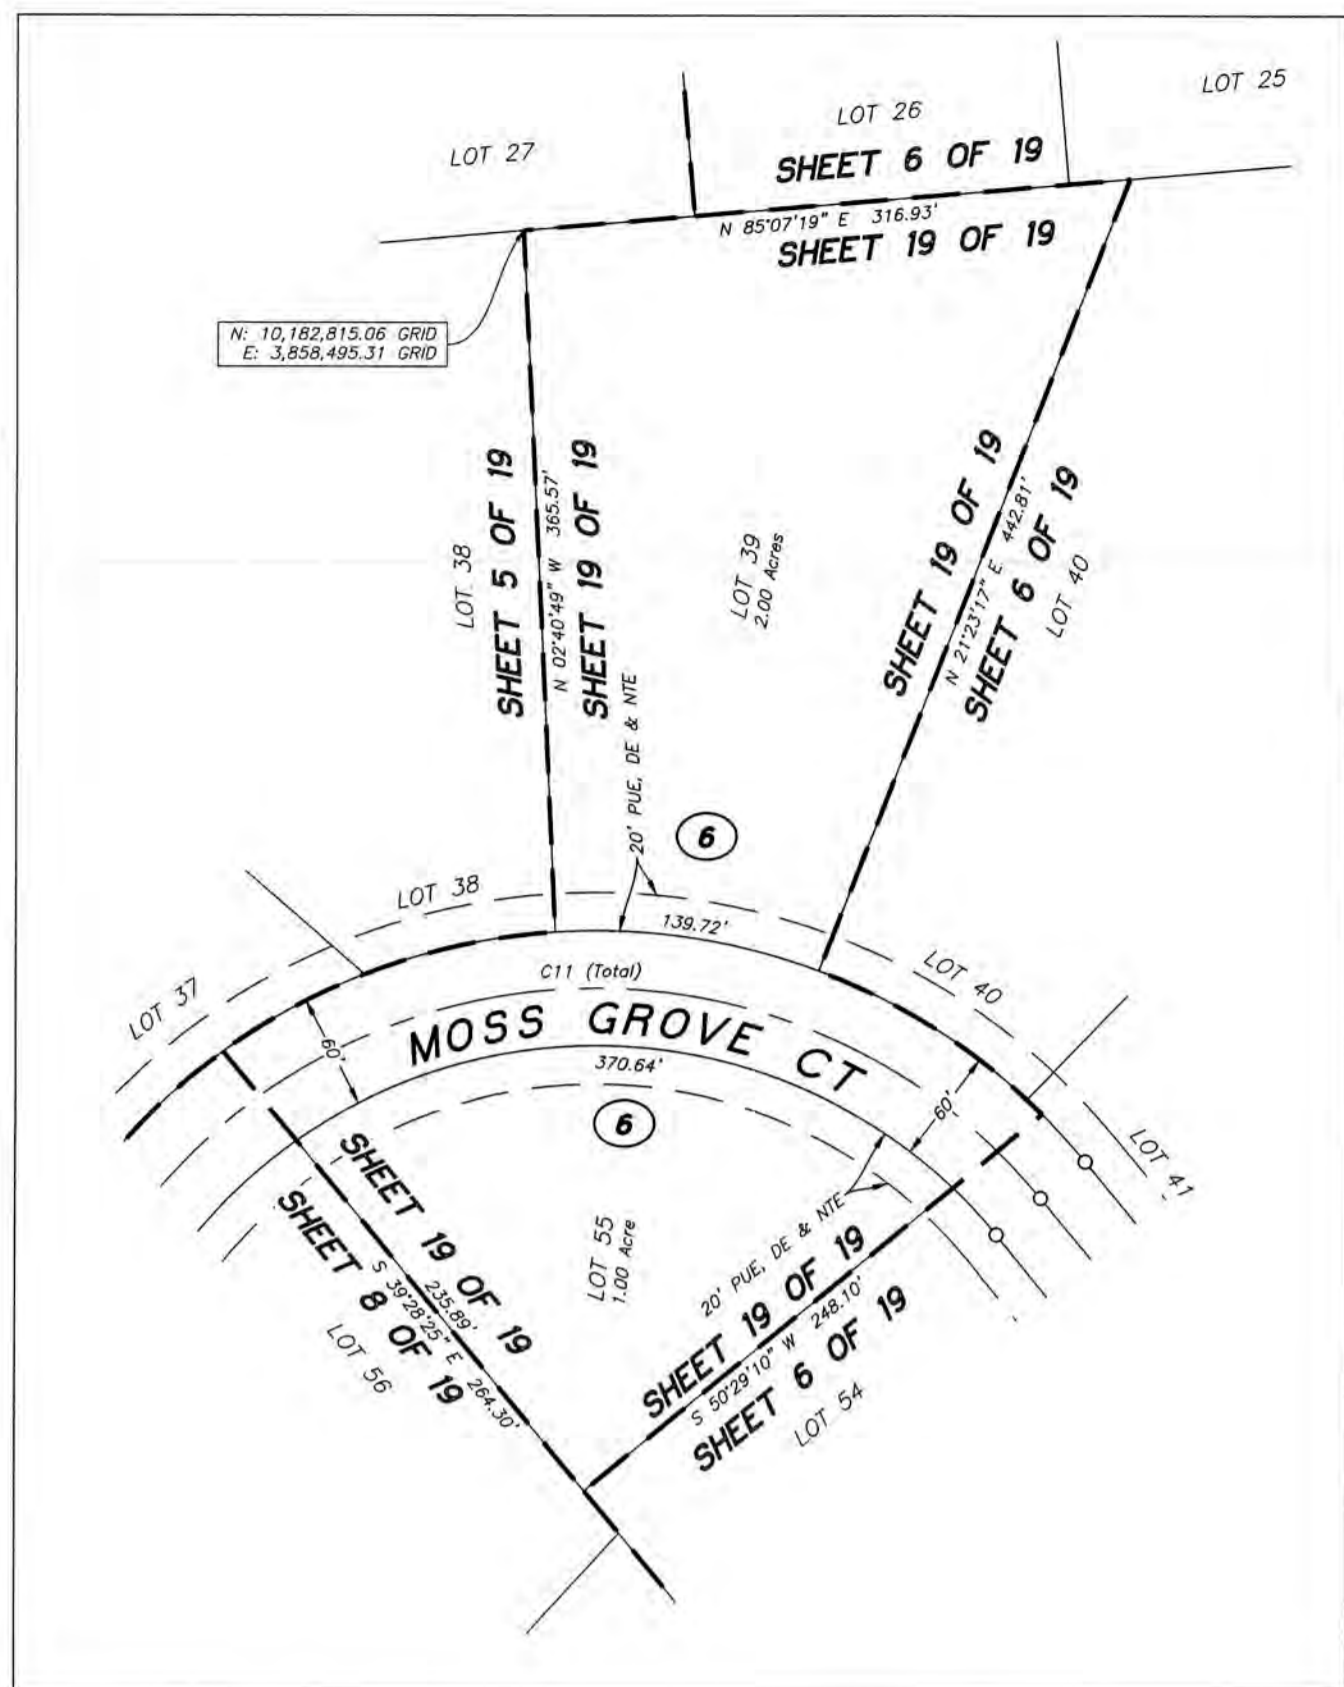 LOT 25
LOT 26
LOT 27
SHEET 6 OF 19
N 85°07'19" E 316.93'
SHEET 19 OF 19
N: 10,182,815.06 GRID
E: 3,858,495.31 GRID
LOT 38
SHEET 5 OF 19
N 02°40'49" W 365.57'
SHEET 19 OF 19
LOT 39
2.00 Acres
SHEET 19 OF 19
N 21°23'17" E 442.81'
SHEET 6 OF 19
LOT 40
20' PUE, DE & NTE
6
LOT 38
139.72'
LOT 37
C11 (Total)
LOT 40
MOSS GROVE CT
60'
370.64'
60'
6
LOT 41
SHEET 19 OF 19
235.89'
S 39°28'25" E 264.30'
SHEET 8 OF 19
LOT 56
LOT 55
1.00 Acre
20' PUE, DE & NTE
SHEET 19 OF 19
S 50°29'10" W 248.10'
SHEET 6 OF 19
LOT 54